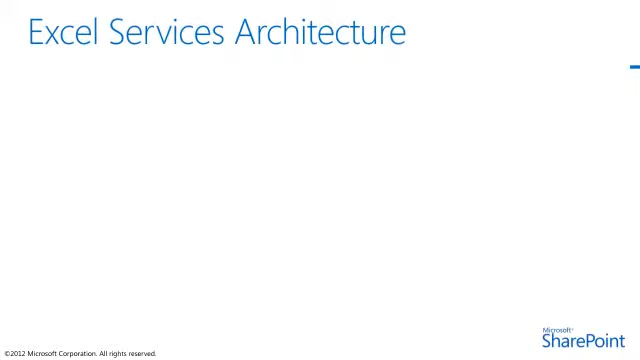 Excel Services Architecture
Microsoft®
SharePoint
©2012 Microsoft Corporation. All rights reserved.